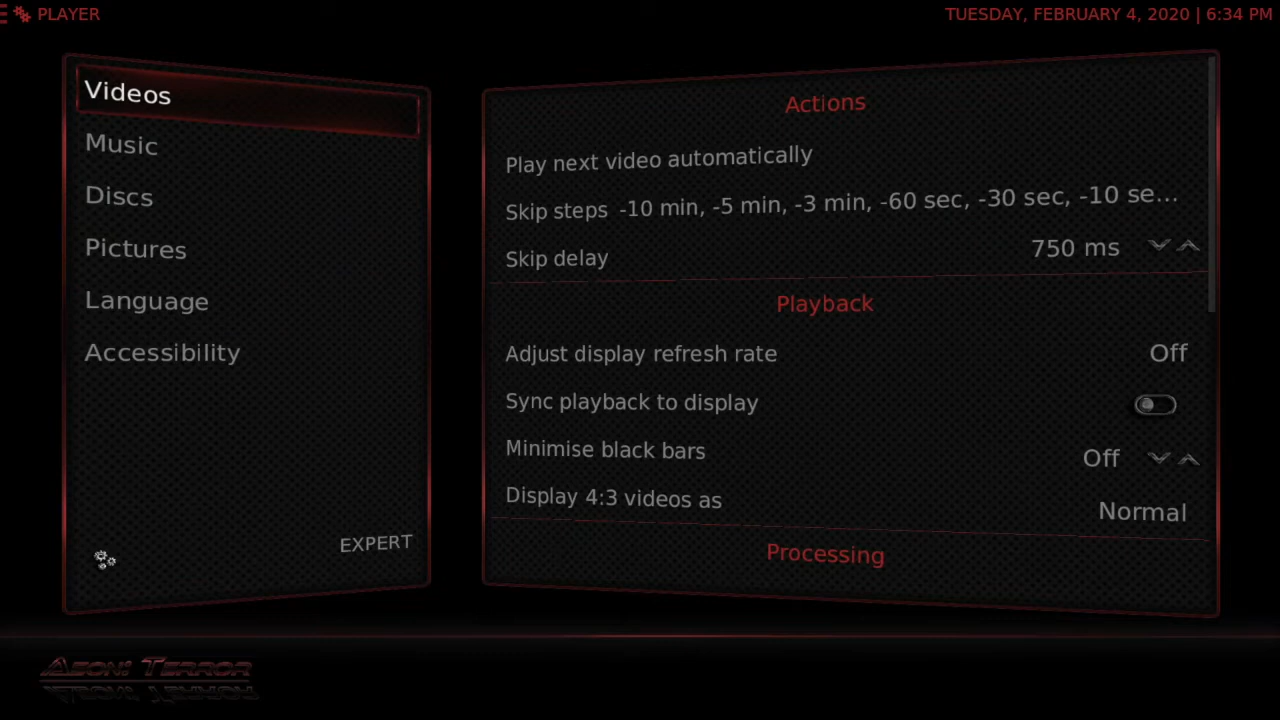 PLAYER
TUESDAY, FEBRUARY 4, 2020 | 6:34 PM
Videos
Music
Discs
Pictures
Language
Accessibility
EXPERT
Actions
Play next video automatically
Skip steps -10 min, -5 min, -3 min, -60 sec, -30 sec, -10 se...
Skip delay 750 ms
Playback
Adjust display refresh rate Off
Sync playback to display
Minimise black bars Off
Display 4:3 videos as Normal
Processing
Aeon: Terror